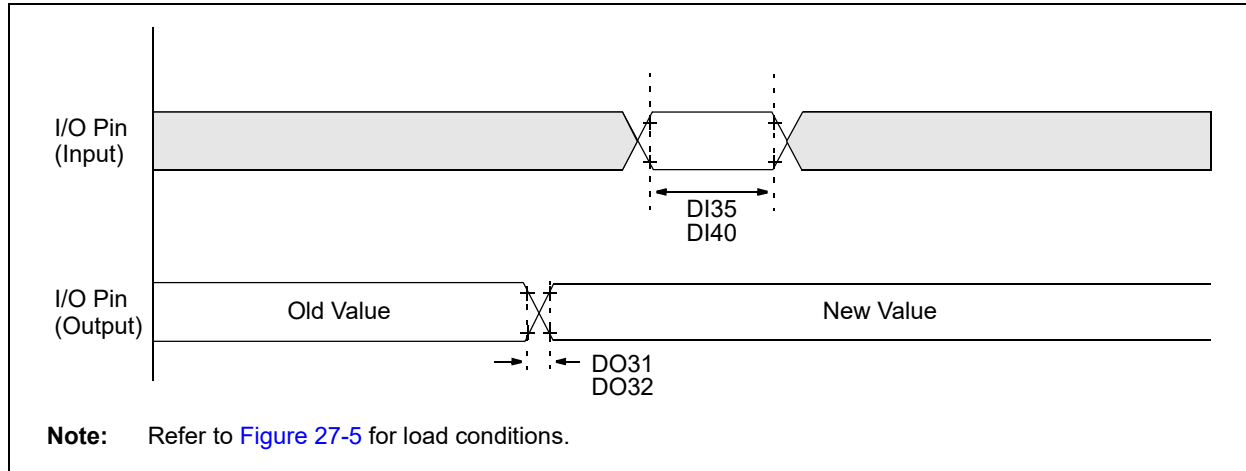 I/O Pin
(Input)
DI35
DI40
I/O Pin
(Output)
Old Value
New Value
DO31
DO32
Note: Refer to Figure 27-5 for load conditions.